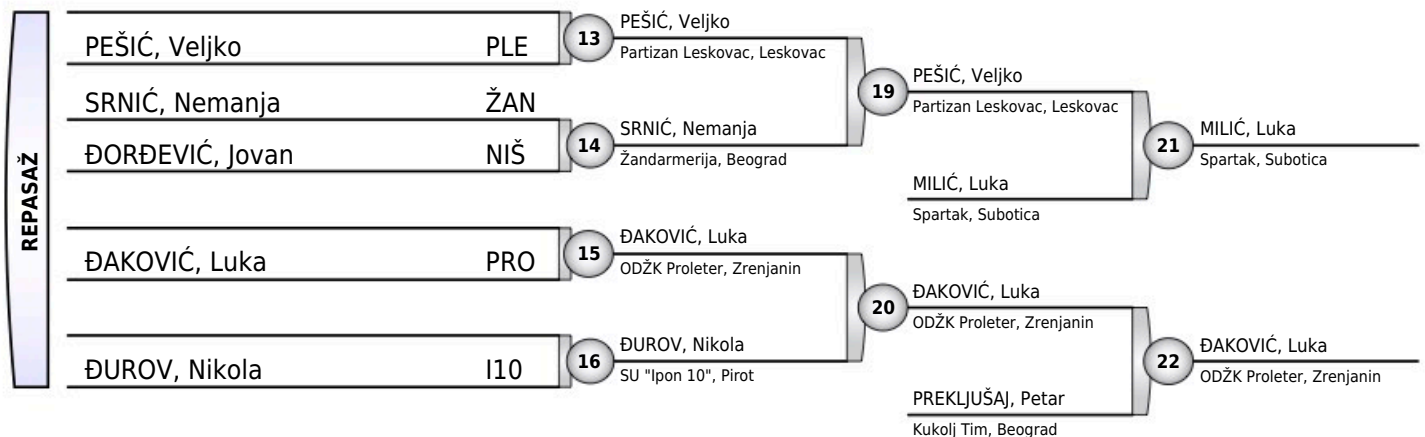 REPASAŽ
PEŠIĆ, Veljko PLE
SRNIĆ, Nemanja ŽAN
ĐORĐEVIĆ, Jovan NIŠ
ĐAKOVIĆ, Luka PRO
ĐUROV, Nikola I10
13
PEŠIĆ, Veljko
Partizan Leskovac, Leskovac
14
SRNIĆ, Nemanja
Žandarmerija, Beograd
15
ĐAKOVIĆ, Luka
ODŽK Proleter, Zrenjanin
16
ĐUROV, Nikola
SU "Ipon 10", Pirot
19
PEŠIĆ, Veljko
Partizan Leskovac, Leskovac
MILIĆ, Luka
Spartak, Subotica
20
ĐAKOVIĆ, Luka
ODŽK Proleter, Zrenjanin
PREKLJUŠAJ, Petar
Kukolj Tim, Beograd
21
MILIĆ, Luka
Spartak, Subotica
22
ĐAKOVIĆ, Luka
ODŽK Proleter, Zrenjanin